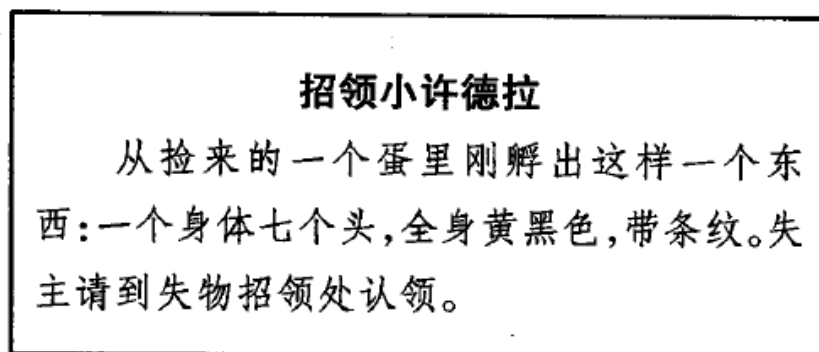 招领小许德拉
从捡来的一个蛋里刚孵出这样一个东
西:一个身体七个头,全身黄黑色,带条纹。失
主请到失物招领处认领。